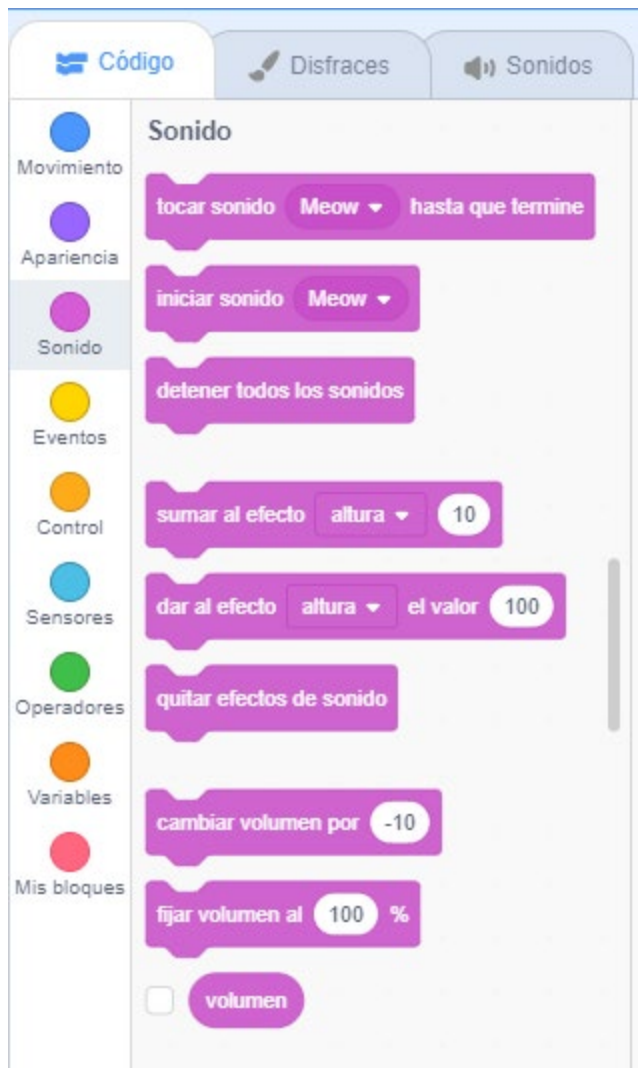 Código Disfraces Sonidos
Movimiento
Apariencia
Sonido
Eventos
Control
Sensores
Operadores
Variables
Mis bloques
Sonido
tocar sonido Meow hasta que termine
iniciar sonido Meow
detener todos los sonidos
sumar al efecto altura 10
dar al efecto altura el valor 100
quitar efectos de sonido
cambiar volumen por -10
fijar volumen al 100 %
volumen